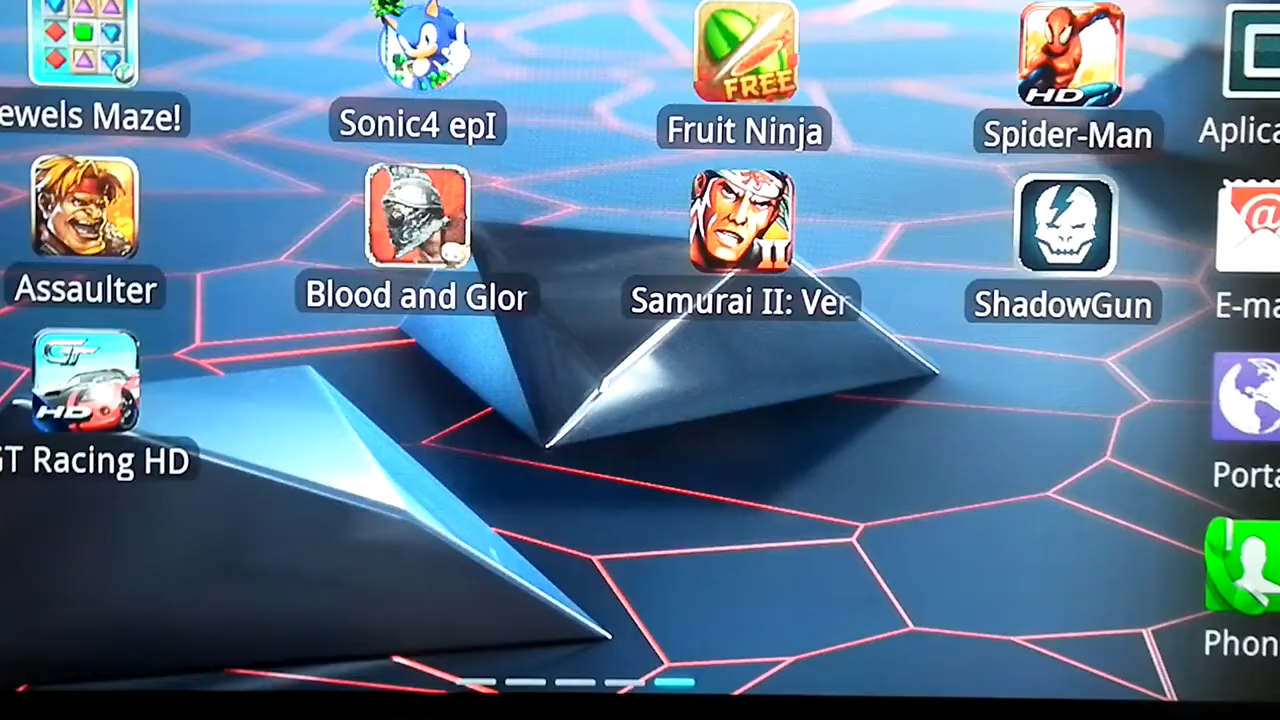 ewels Maze!
Sonic4 epI
FREE
Fruit Ninja
HD
Spider-Man
Aplica
Assaulter
Blood and Glor
II
Samurai II: Ver
ShadowGun
@
E-ma
GT
HD
GT Racing HD
Porta
Phon